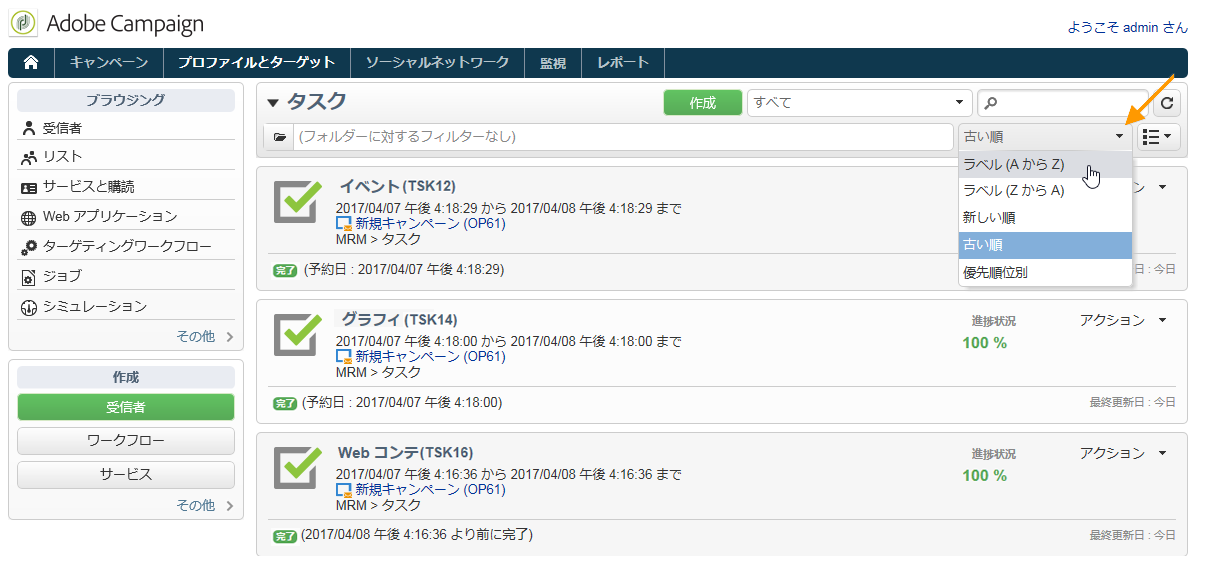 Adobe Campaign
ようこそ admin さん
キャンペーン プロファイルとターゲット ソーシャルネットワーク 監視 レポート
ブラウジング
受信者
リスト
サービスと購読
Web アプリケーション
ターゲティングワークフロー
ジョブ
シミュレーション
その他
作成
受信者
ワークフロー
サービス
その他
タスク 作成 すべて
(フォルダーに対するフィルターなし) 古い順
ラベル (A から Z)
ラベル (Z から A)
新しい順
古い順
優先順位別
イベント(TSK12) ン
2017/04/07 午後 4:18:29 から 2017/04/08 午後 4:18:29 まで
新規キャンペーン (OP61)
MRM > タスク
完了 (予約日 : 2017/04/07 午後 4:18:29) 日 : 今日
グラフィ(TSK14) 進捗状況 アクション
2017/04/07 午後 4:18:00 から 2017/04/08 午後 4:18:00 まで 100 %
新規キャンペーン (OP61)
MRM > タスク
完了 (予約日 : 2017/04/07 午後 4:18:00) 最終更新日 : 今日
Web コンテ(TSK16) 進捗状況 アクション
2017/04/07 午後 4:16:36 から 2017/04/08 午後 4:16:36 まで 100 %
新規キャンペーン (OP61)
MRM > タスク
完了 (2017/04/08 午後 4:16:36 より前に完了) 最終更新日 : 今日